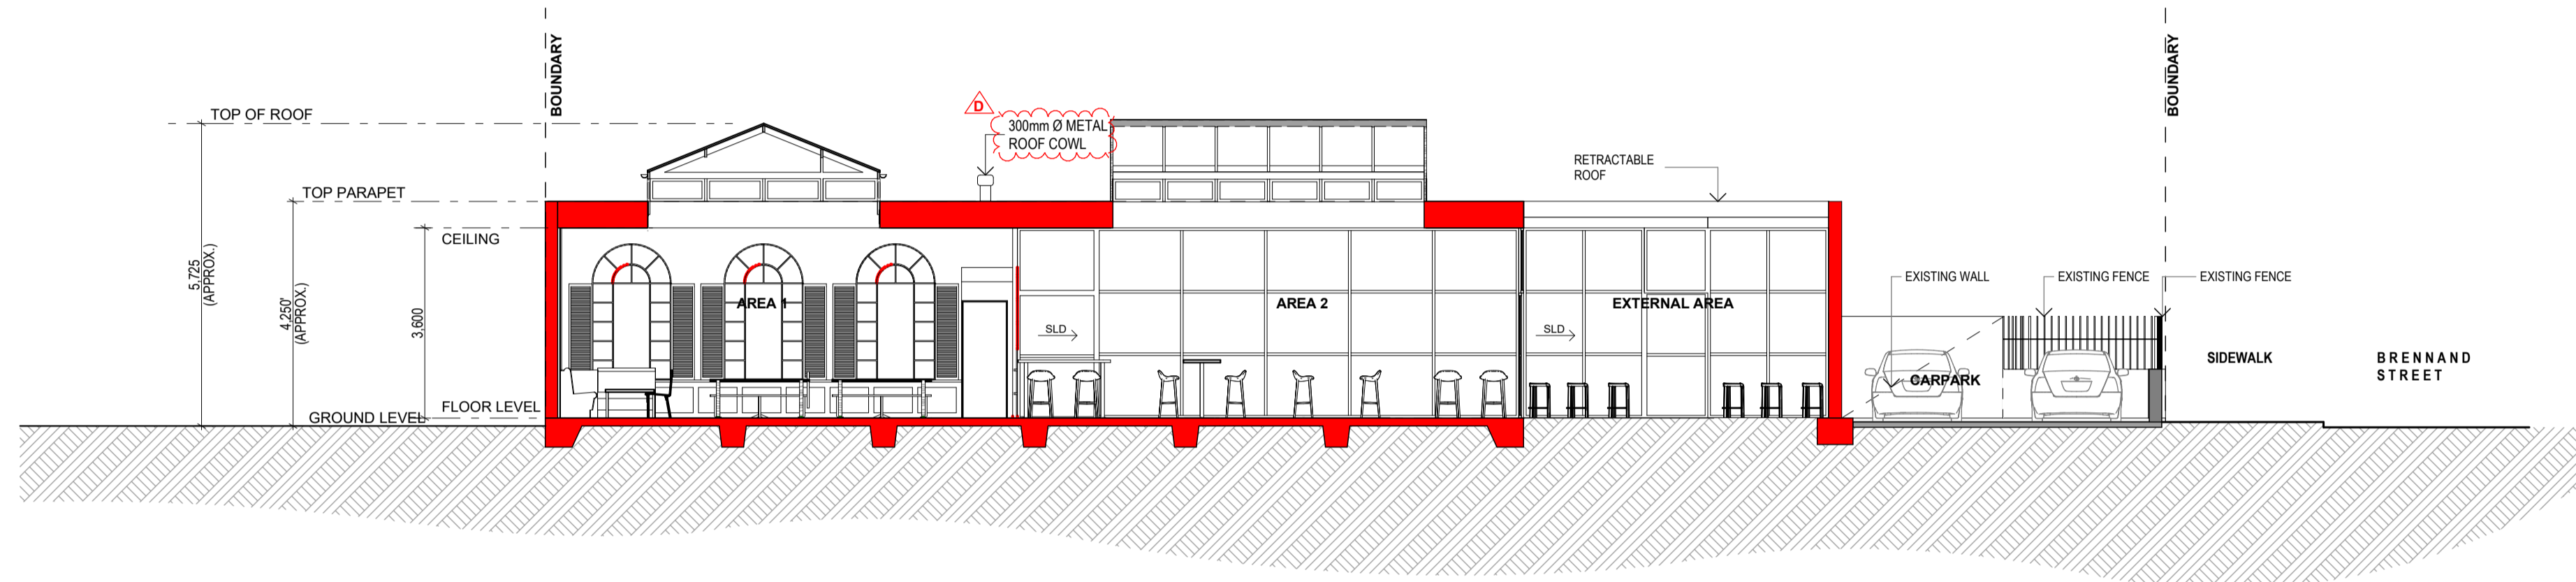 BOUNDARY
BOUNDARY
TOP OF ROOF
D
300mm Ø METAL
ROOF COWL
RETRACTABLE
ROOF
TOP PARAPET
CEILING
5,725
(APPROX.)
4,250'
(APPROX.)
3,600
EXISTING WALL
EXISTING FENCE
EXISTING FENCE
AREA 1
AREA 2
EXTERNAL AREA
SLD
SLD
SIDEWALK
BRENNAND
STREET
CARPARK
FLOOR LEVEL
GROUND LEVEL